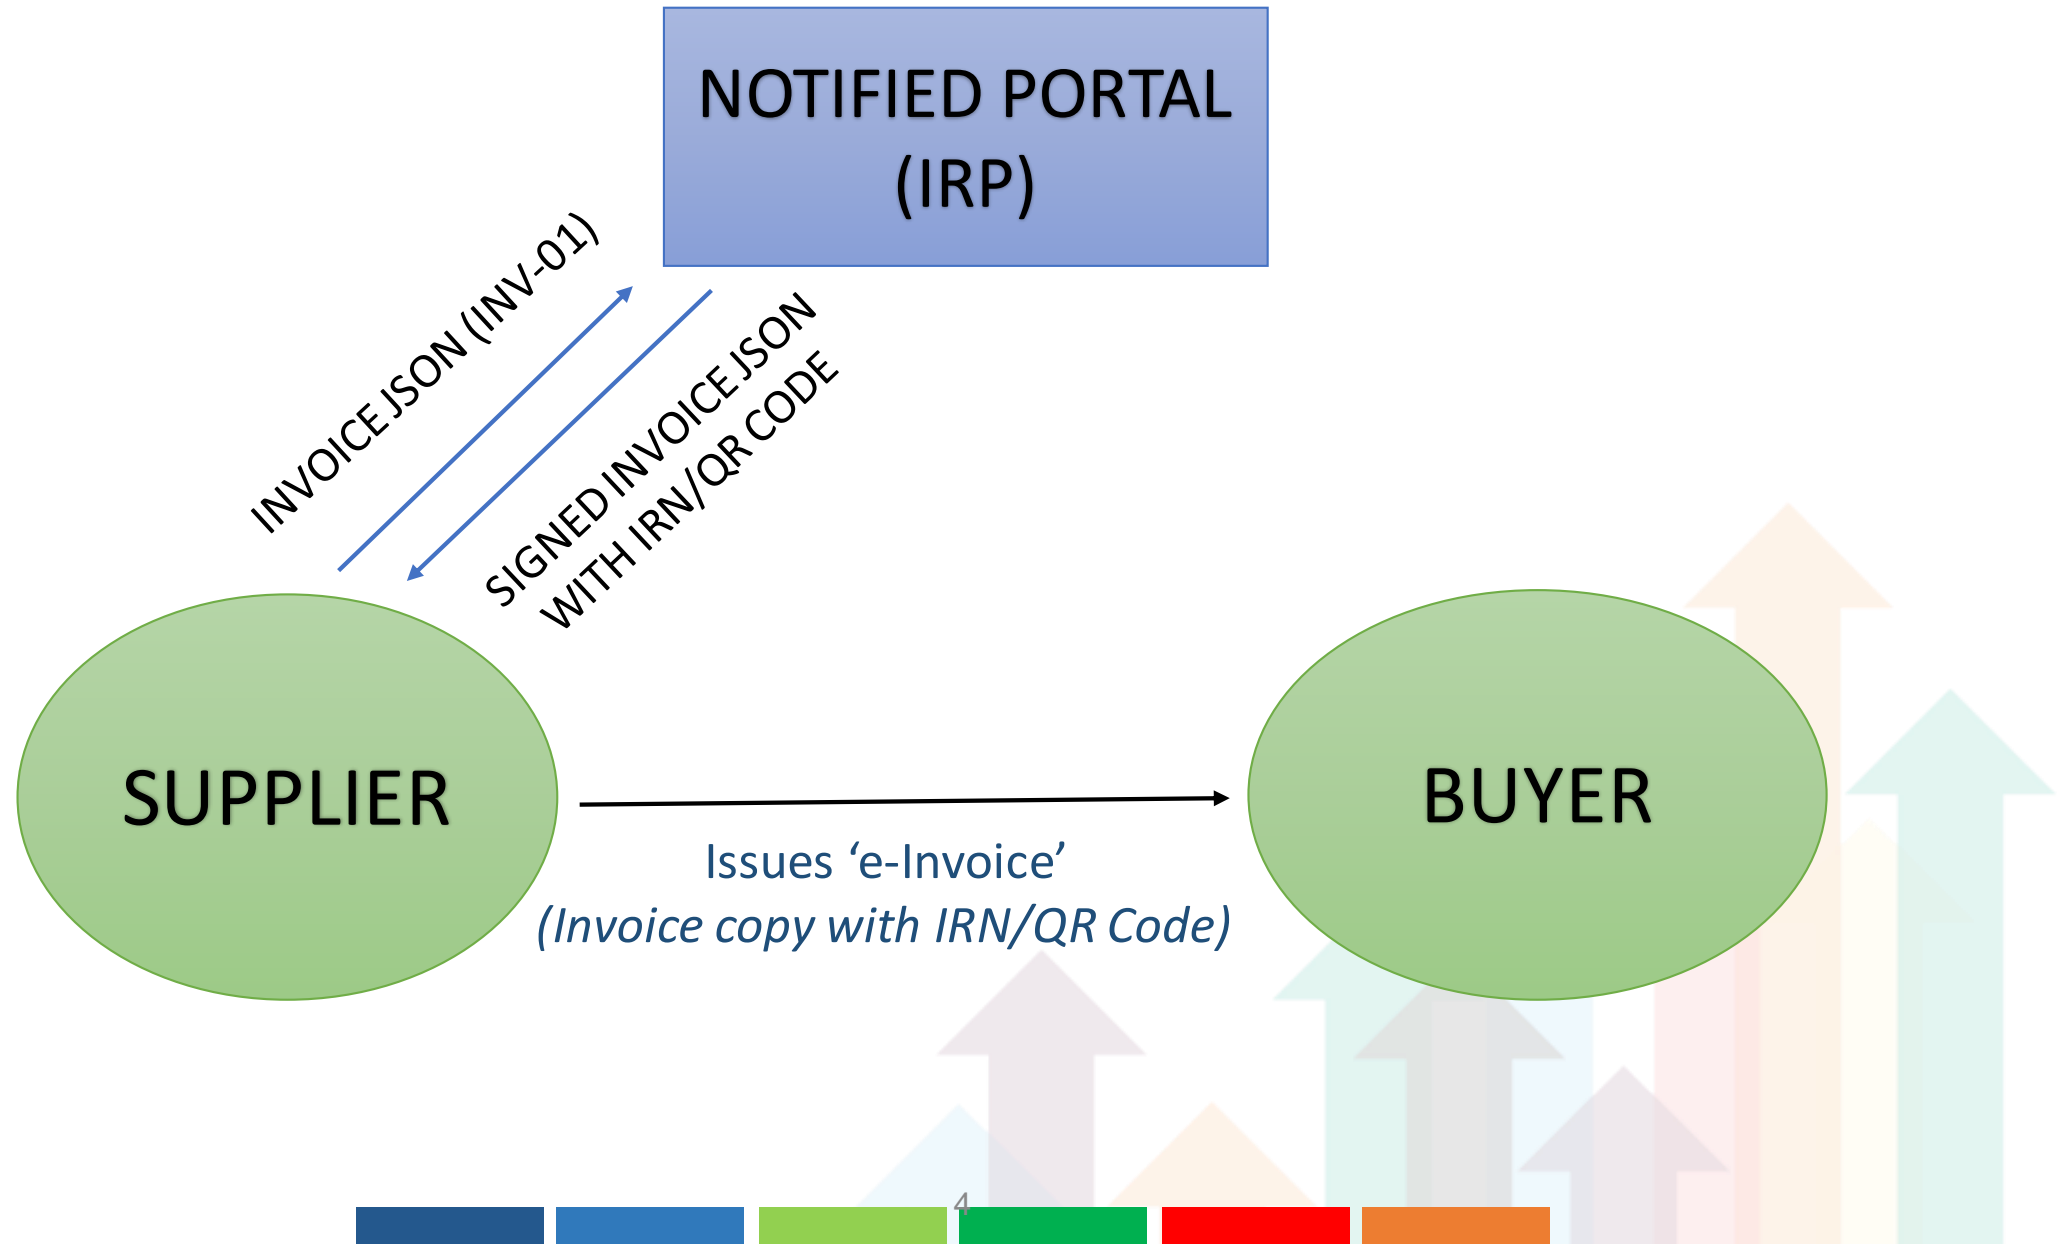 NOTIFIED PORTAL
(IRP)
INVOICE JSON (INV-01)
SIGNED INVOICE JSON
WITH IRN/QR CODE
SUPPLIER
BUYER
Issues ‘e-Invoice’
(Invoice copy with IRN/QR Code)
4